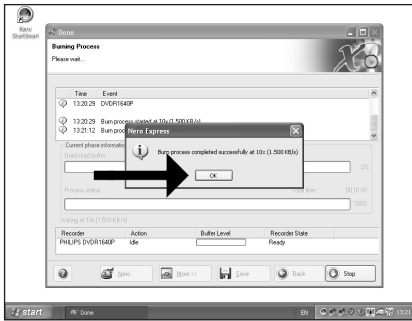 Nero
StartSmart
Done
Burning Process
Please wait...
Time Event
13:20:29 DVDR1640P
13:20:29 Burn process started at 10x (1.500 KB/s)
13:21:12 Burn proc
Nero Express
Burn process completed successfully at 10x (1.500 KB/s)
OK
Current phase informatio
Used read buffer
0%
Process status
Total time
00:01:01
100%
Writing at 10x (1.500 KB/s)
Recorder Action Buffer Level Recorder State
PHILIPS DVDR1640P Idle Ready
Nero
More >>
Save
Back
Stop
start
Done
EN
13:21